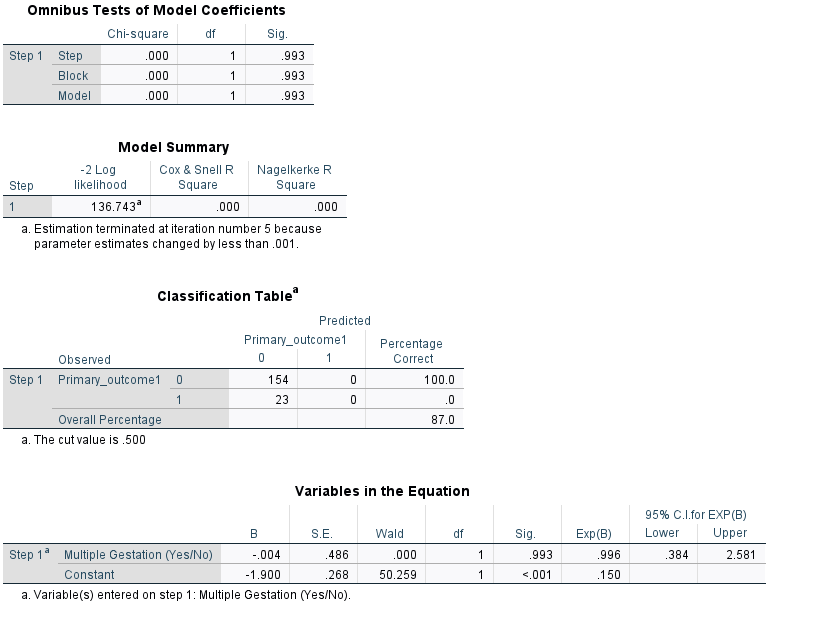 Omnibus Tests of Model Coefficients
Chi-square df Sig.
Step 1 Step .000 1 .993
Block .000 1 .993
Model .000 1 .993
Model Summary
Step -2 Log likelihood Cox & Snell R Square Nagelkerke R Square
1 136.743a .000 .000
a. Estimation terminated at iteration number 5 because
parameter estimates changed by less than .001.
Classification Tablea
Predicted
Primary_outcome1 Percentage Correct
Observed 0 1
Step 1 Primary_outcome1 0 154 0 100.0
1 23 0 .0
Overall Percentage 87.0
a. The cut value is .500
Variables in the Equation
95% C.I.for EXP(B)
B S.E. Wald df Sig. Exp(B) Lower Upper
Step 1a Multiple Gestation (Yes/No) -.004 .486 .000 1 .993 .996 .384 2.581
Constant -1.900 .268 50.259 1 <.001 .150
a. Variable(s) entered on step 1: Multiple Gestation (Yes/No).